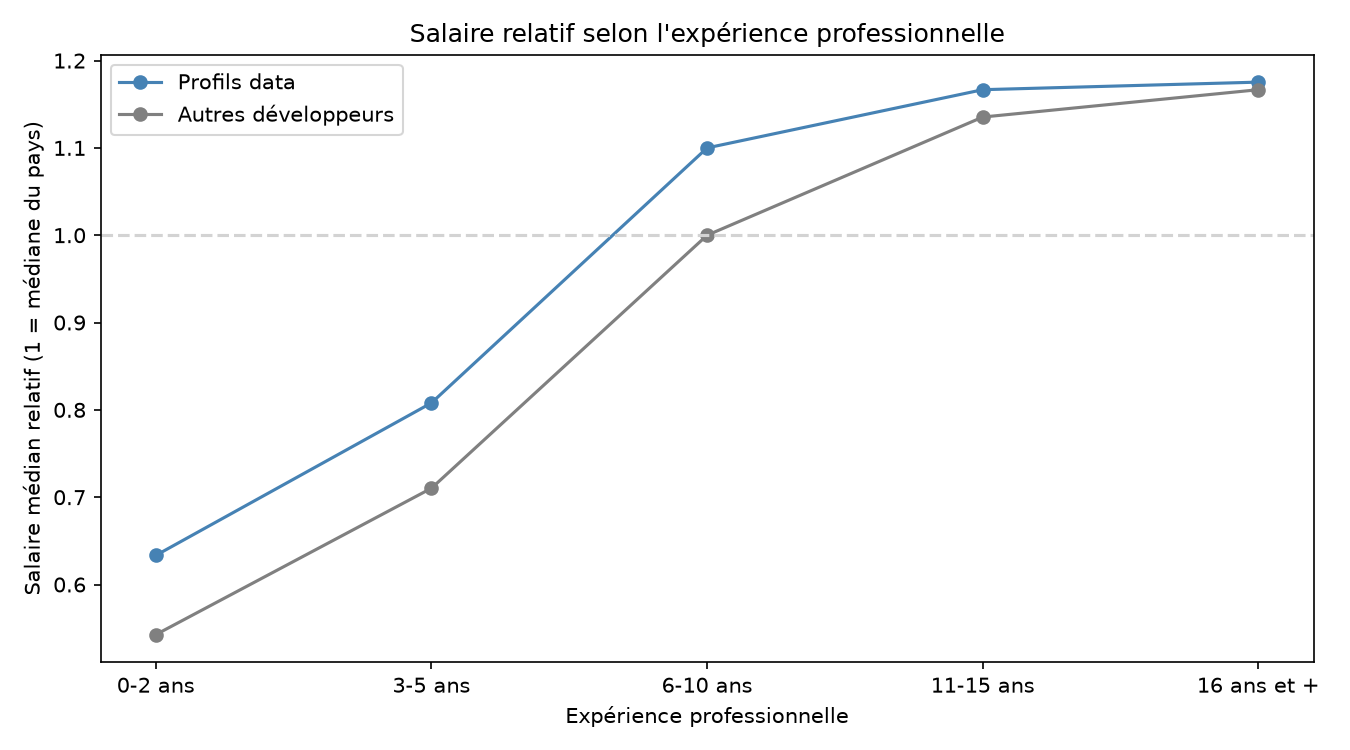 Salaire relatif selon l'expérience professionnelle
Profils data
Autres développeurs
Salaire médian relatif (1 = médiane du pays)
1.2
1.1
1.0
0.9
0.8
0.7
0.6
0-2 ans
3-5 ans
6-10 ans
11-15 ans
16 ans et +
Expérience professionnelle